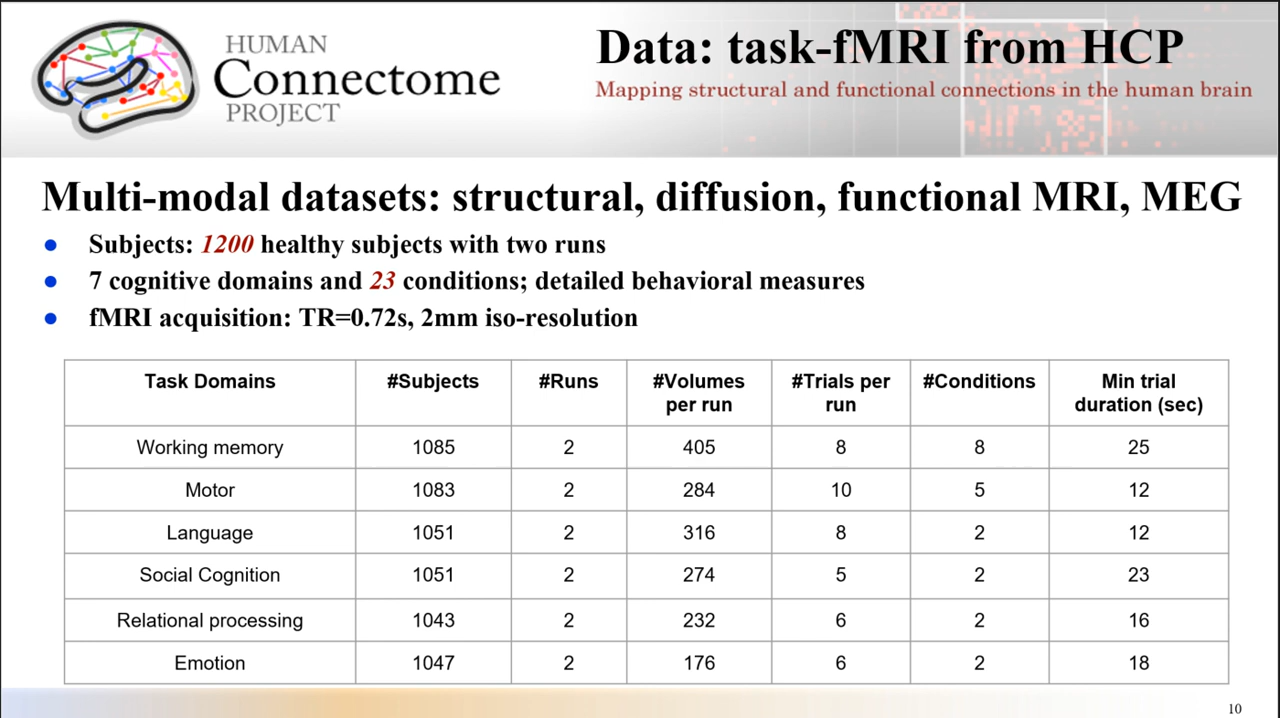 HUMAN
Connectome
PROJECT
Data: task-fMRI from HCP
Mapping structural and functional connections in the human brain
Multi-modal datasets: structural, diffusion, functional MRI, MEG
● Subjects: 1200 healthy subjects with two runs
● 7 cognitive domains and 23 conditions; detailed behavioral measures
● fMRI acquisition: TR=0.72s, 2mm iso-resolution
Task Domains #Subjects #Runs #Volumes per run #Trials per run #Conditions Min trial duration (sec)
Working memory 1085 2 405 8 8 25
Motor 1083 2 284 10 5 12
Language 1051 2 316 8 2 12
Social Cognition 1051 2 274 5 2 23
Relational processing 1043 2 232 6 2 16
Emotion 1047 2 176 6 2 18
10